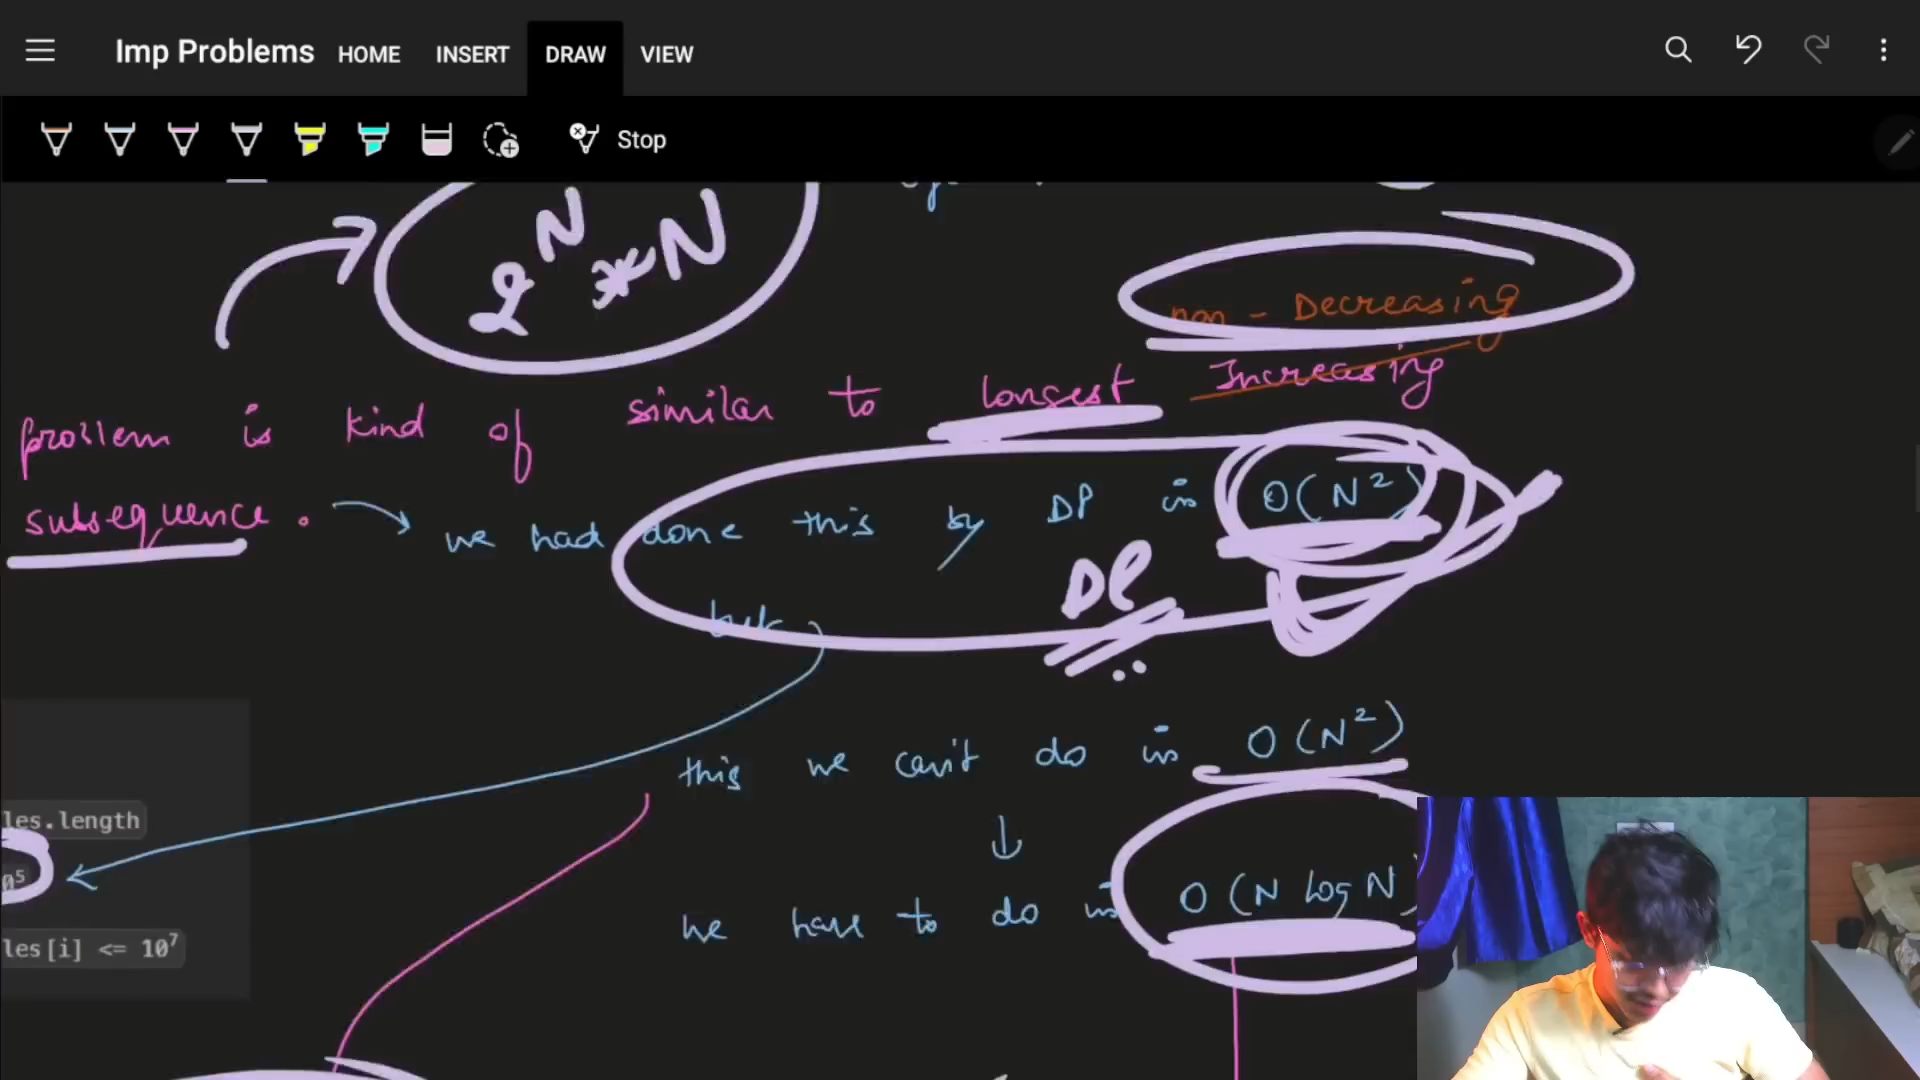 Imp Problems HOME INSERT DRAW VIEW
Stop
2^N * N
non - Decreasing
problem is kind of similar to longest Increasing
subsequence. we had done this by DP in O(N²)
DP
but
this we can't do in O(N²)
les.length
0⁵
we have to do in O(N log N
les[i] <= 10⁷